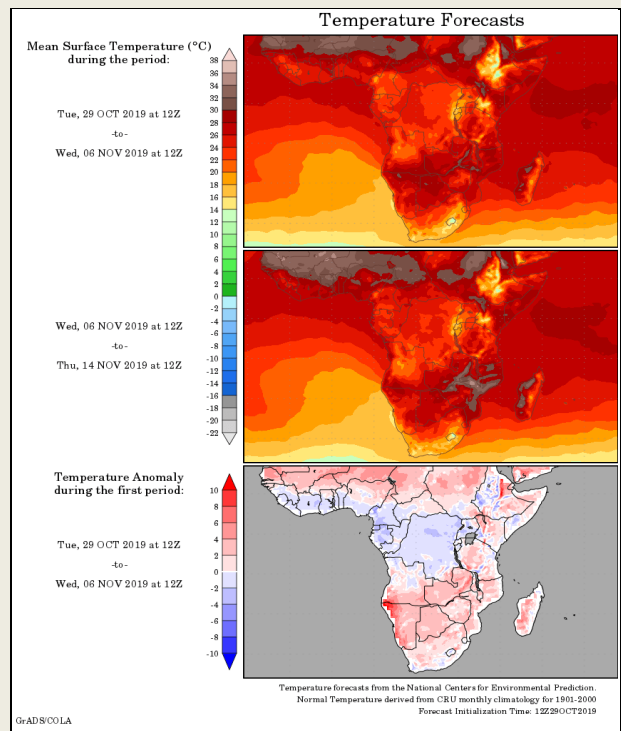 Temperature Forecasts
Mean Surface Temperature (°C)
during the period:
Tue, 29 OCT 2019 at 12Z
-to-
Wed, 06 NOV 2019 at 12Z
38
36
34
32
30
28
26
24
22
20
18
16
14
12
10
8
6
4
2
0
-2
-4
-6
-8
-10
-12
-14
-16
-18
-20
-22
Wed, 06 NOV 2019 at 12Z
-to-
Thu, 14 NOV 2019 at 12Z
Temperature Anomaly
during the first period:
Tue, 29 OCT 2019 at 12Z
-to-
Wed, 06 NOV 2019 at 12Z
10
8
6
4
2
0
-2
-4
-6
-8
-10
Temperature forecasts from the National Centers for Environmental Prediction.
Normal Temperature derived from CRU monthly climatology for 1901-2000
Forecast Initialization Time: 12Z29OCT2019
GrADS/COLA